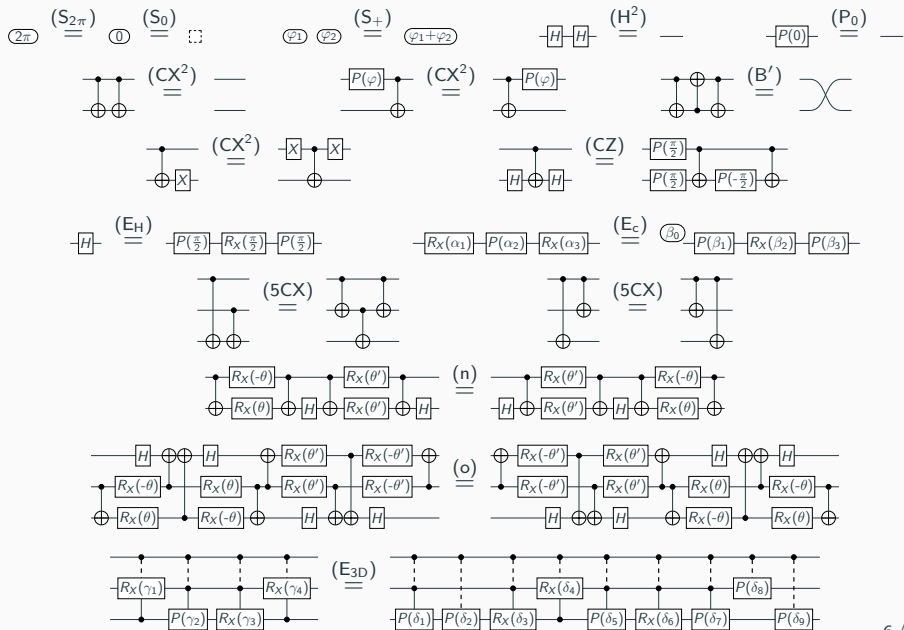 (S2π) (S0) (S+) (H²) (P0)
2π = 0 = φ1 φ2 = φ1+φ2 H H = P(0) =
(CX²) P(φ) (CX²) P(φ) (B′)
= = =
(CX²) X X (CZ) P(π/2)
X = H H = P(π/2) P(-π/2)
(EH) (Ec)
H = P(π/2) RX(π/2) P(π/2) RX(α1) P(α2) RX(α3) = β0 P(β1) RX(β2) P(β3)
(5CX) (5CX)
= =
RX(-θ) RX(θ′) (n) RX(θ′) RX(-θ)
RX(θ) H RX(θ′) H = H RX(θ′) H RX(θ)
H H RX(θ′) RX(-θ′) (o) RX(-θ′) RX(θ′) H H
RX(-θ) RX(θ) RX(θ′) RX(-θ′) = RX(-θ′) RX(θ′) RX(θ) RX(-θ)
RX(θ) RX(-θ) H H H H RX(-θ) RX(θ)
(E3D)
RX(γ1) RX(γ4) = RX(δ4) P(δ8)
P(γ2) RX(γ3) P(δ1) P(δ2) RX(δ3) P(δ5) RX(δ6) P(δ7) P(δ9)